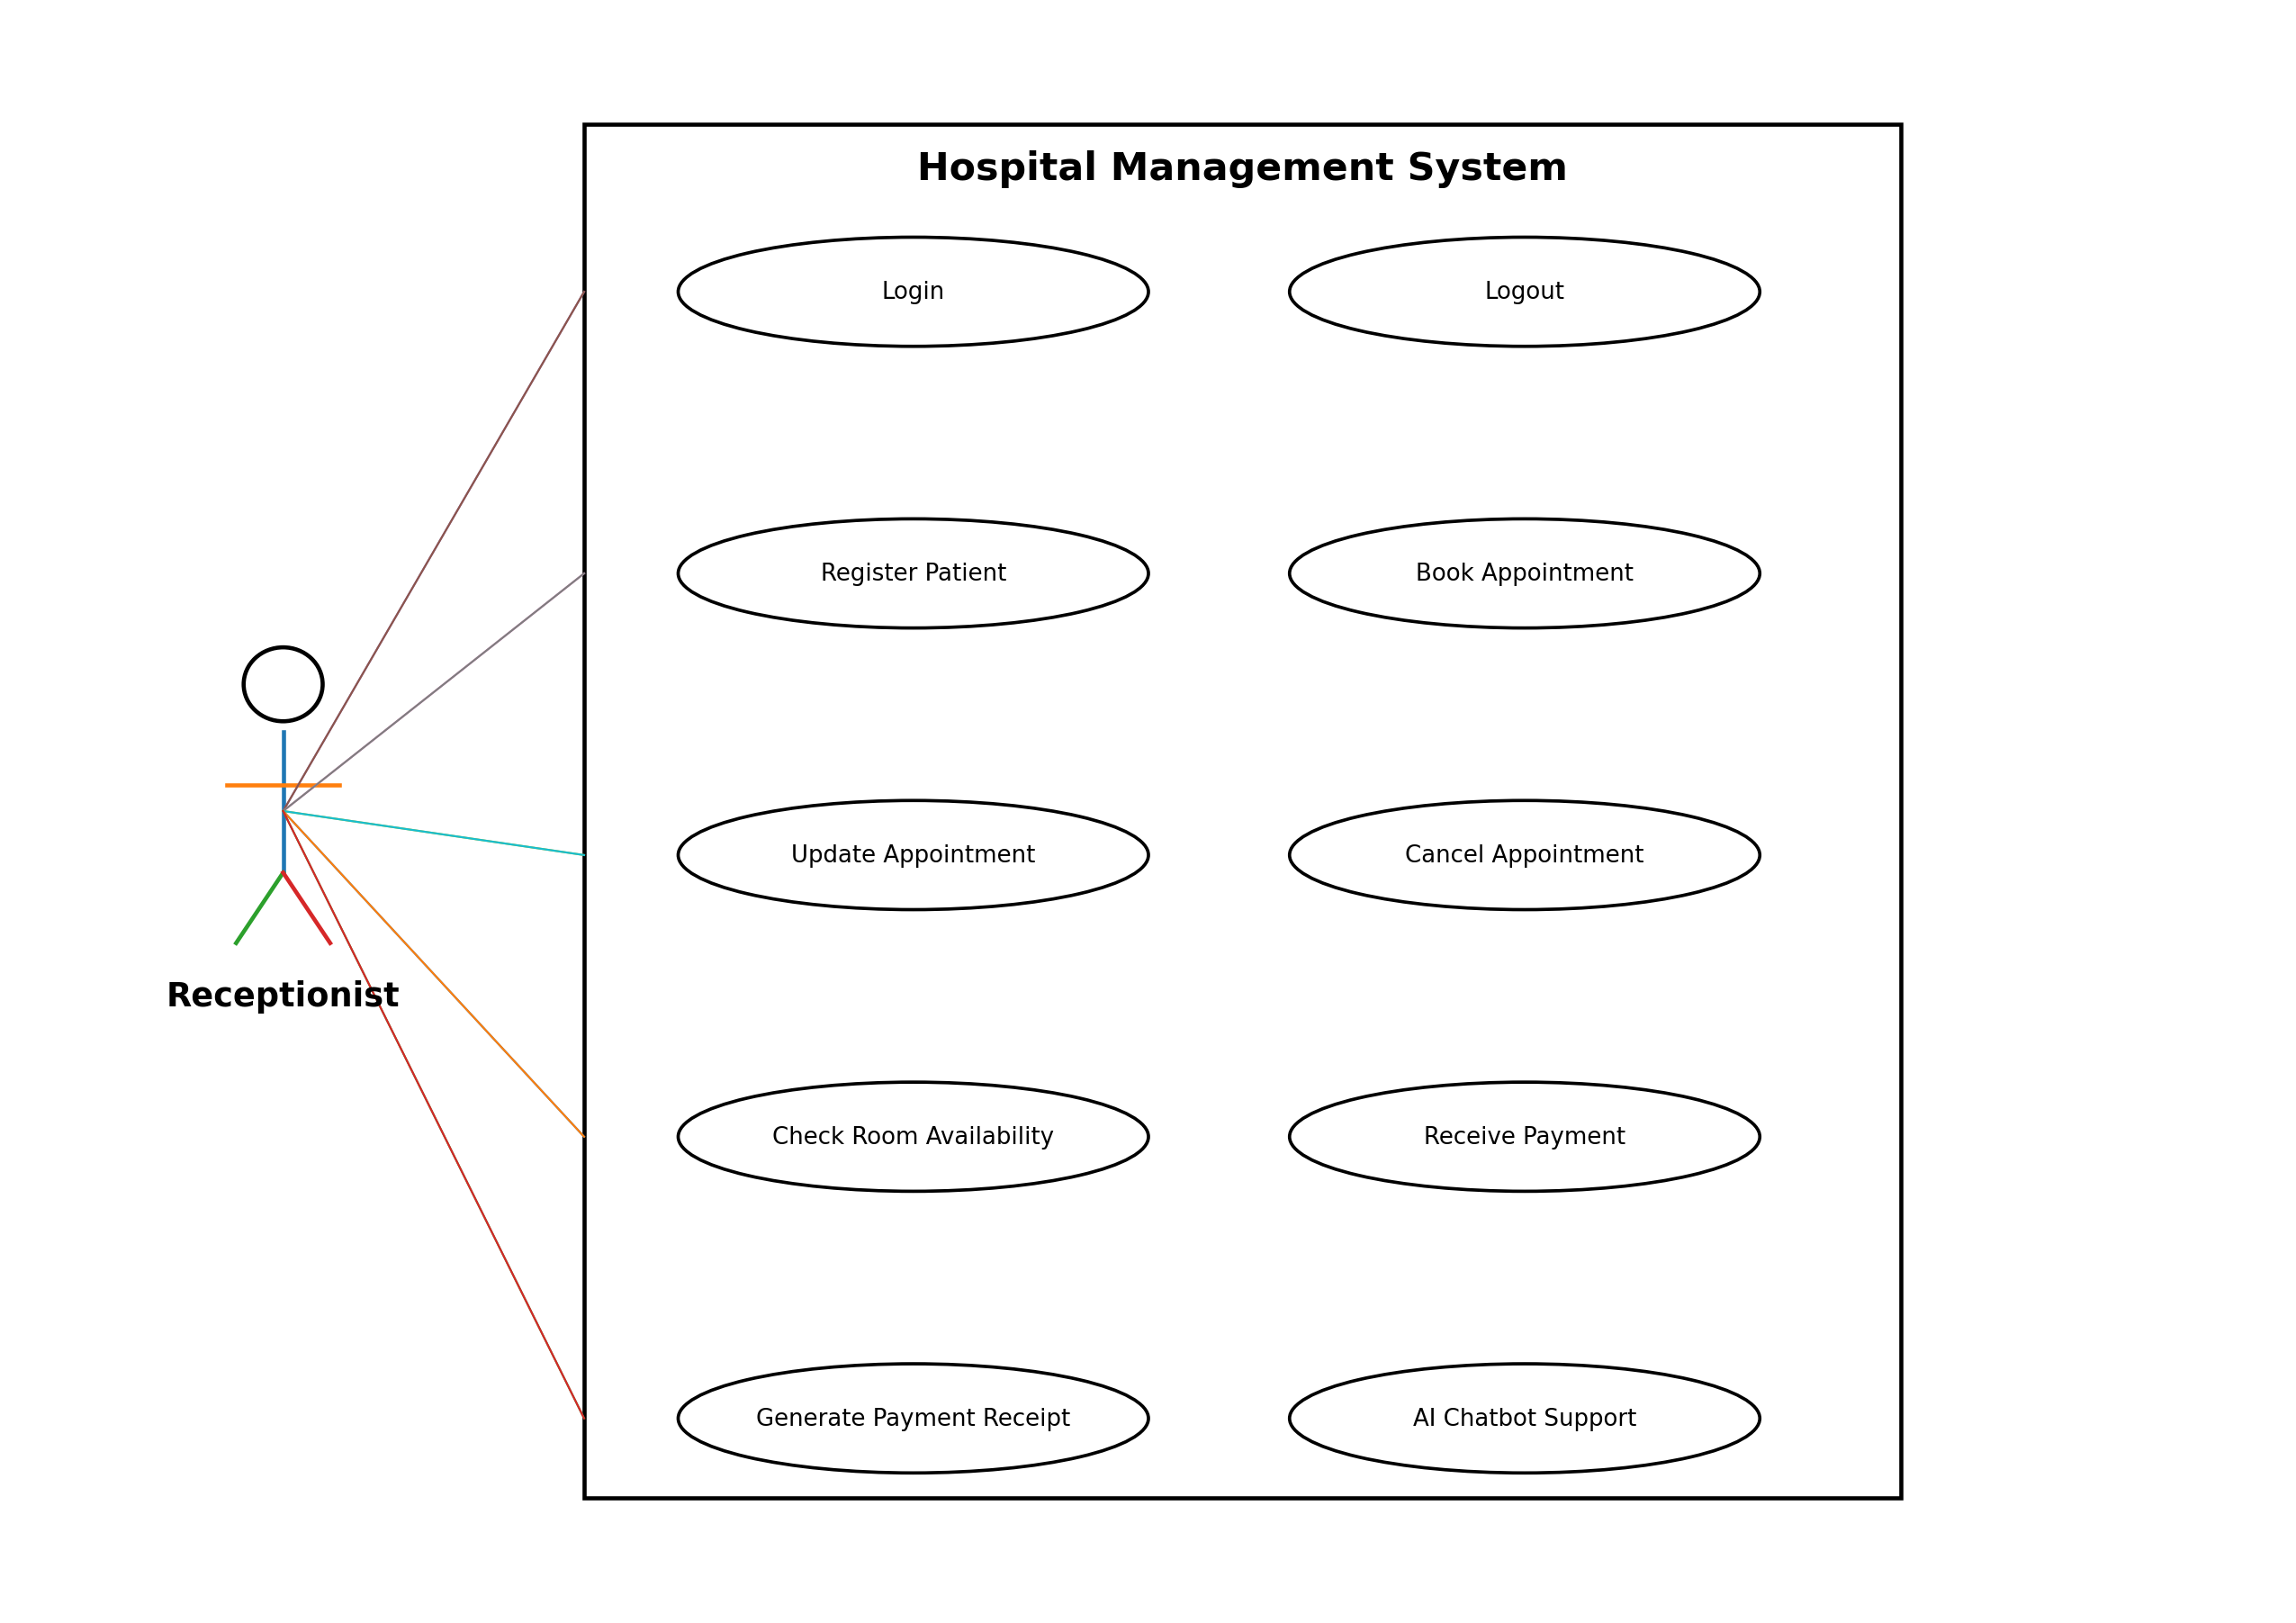 Hospital Management System
Login
Logout
Register Patient
Book Appointment
Update Appointment
Cancel Appointment
Receptionist
Check Room Availability
Receive Payment
Generate Payment Receipt
AI Chatbot Support